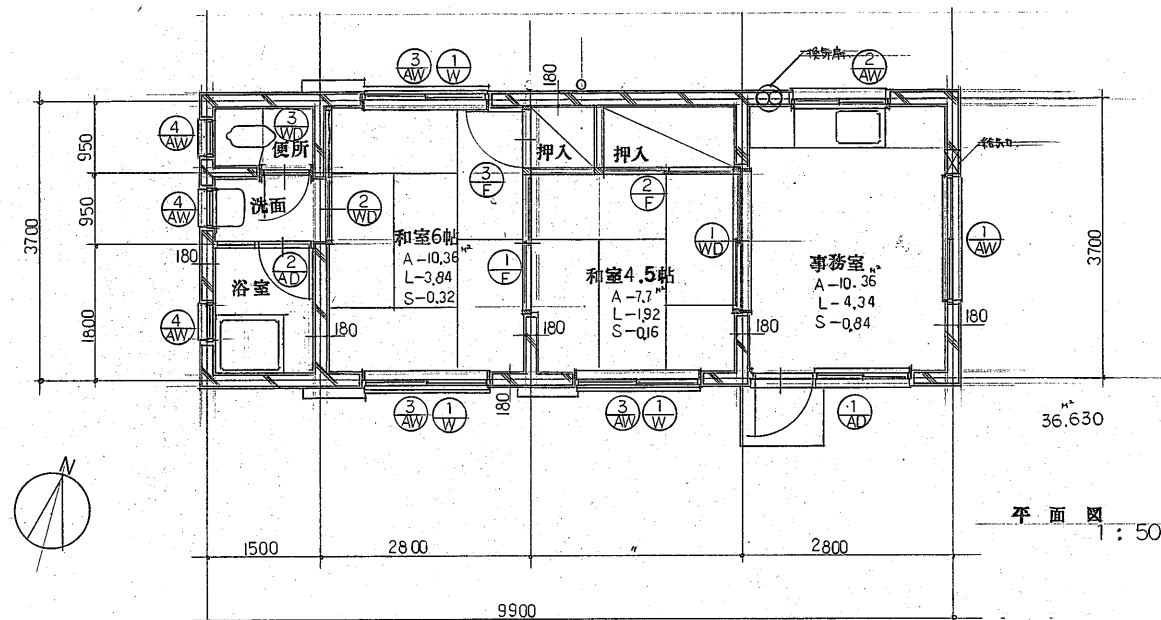 換気扇
3
AW
1
W
180
2
AW
給気口
4
AW
3
WD
便所
押入
押入
950
3
F
2
F
4
AW
洗面
2
WD
950
和室6帖
A-10.36 M²
L-3.84
S-0.32
1
F
1
WD
和室4.5帖
A-7.7 M²
L-1.92
S-0.16
事務室
A-10.36 M²
L-4.34
S-0.84
1
AW
3700
3700
180
2
AD
浴室
1800
4
AW
180
180
180
180
180
3
AW
1
W
3
AW
1
W
1
AD
36.630 M²
N
平面図
1:50
1500
2800
〃
2800
9900